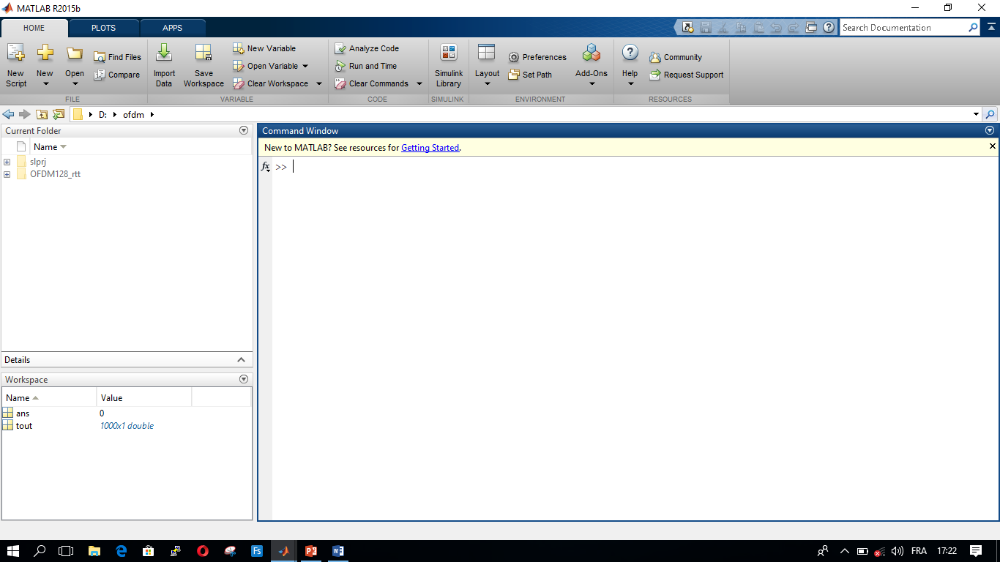 MATLAB R2015b
HOME PLOTS APPS
Search Documentation
New Script
New
Open
Find Files
Compare
Import Data
Save Workspace
New Variable
Open Variable
Clear Workspace
Analyze Code
Run and Time
Clear Commands
Simulink Library
Layout
Preferences
Set Path
Add-Ons
Help
Community
Request Support
FILE VARIABLE CODE SIMULINK ENVIRONMENT RESOURCES
D: ofdm
Current Folder
Name
slprj
OFDM128_rtt
Details
Workspace
Name Value
ans 0
tout 1000x1 double
Command Window
New to MATLAB? See resources for Getting Started.
fx >>
Fs
FRA 17:22